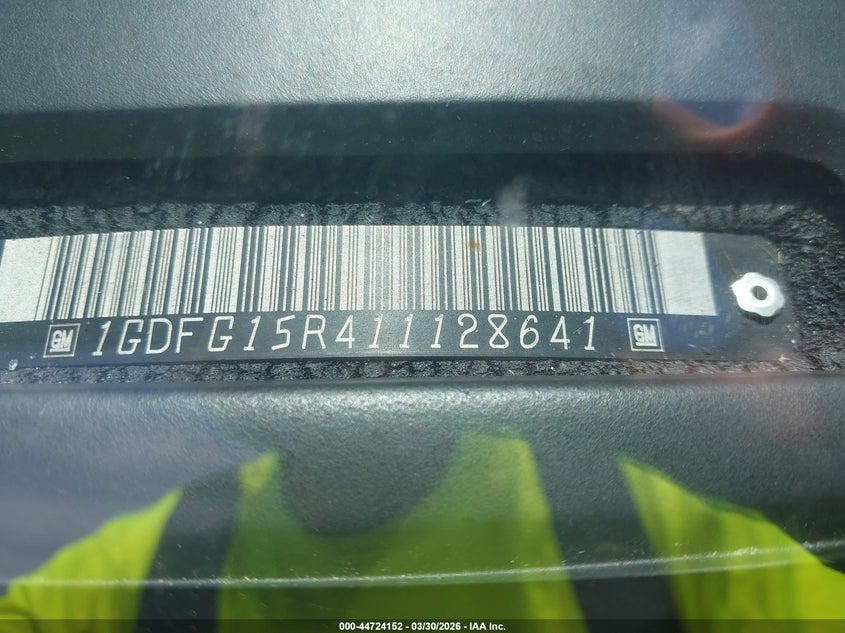 GM 1GDFG15R411128641 GM
000-44724152 - 03/30/2026 - IAA Inc.